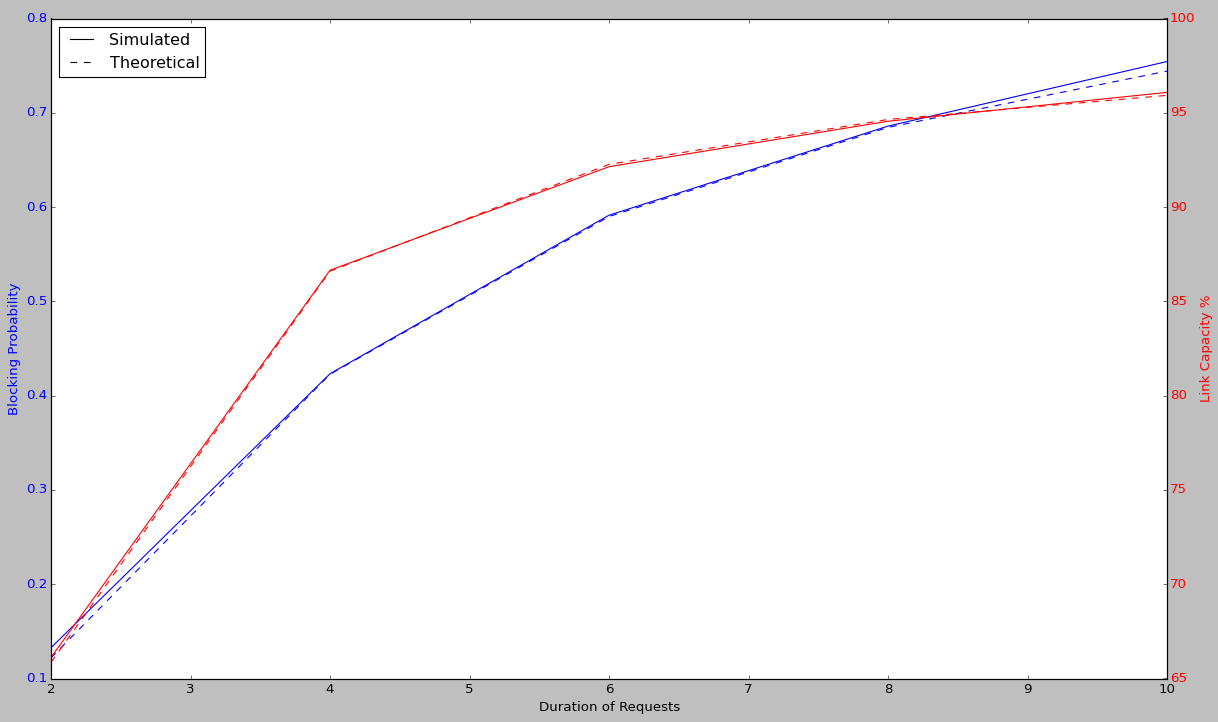 Simulated
Theoretical
Blocking Probability
0.8
0.7
0.6
0.5
0.4
0.3
0.2
0.1
100
95
90
85
80
75
70
65
Link Capacity %
2 3 4 5 6 7 8 9 10
Duration of Requests